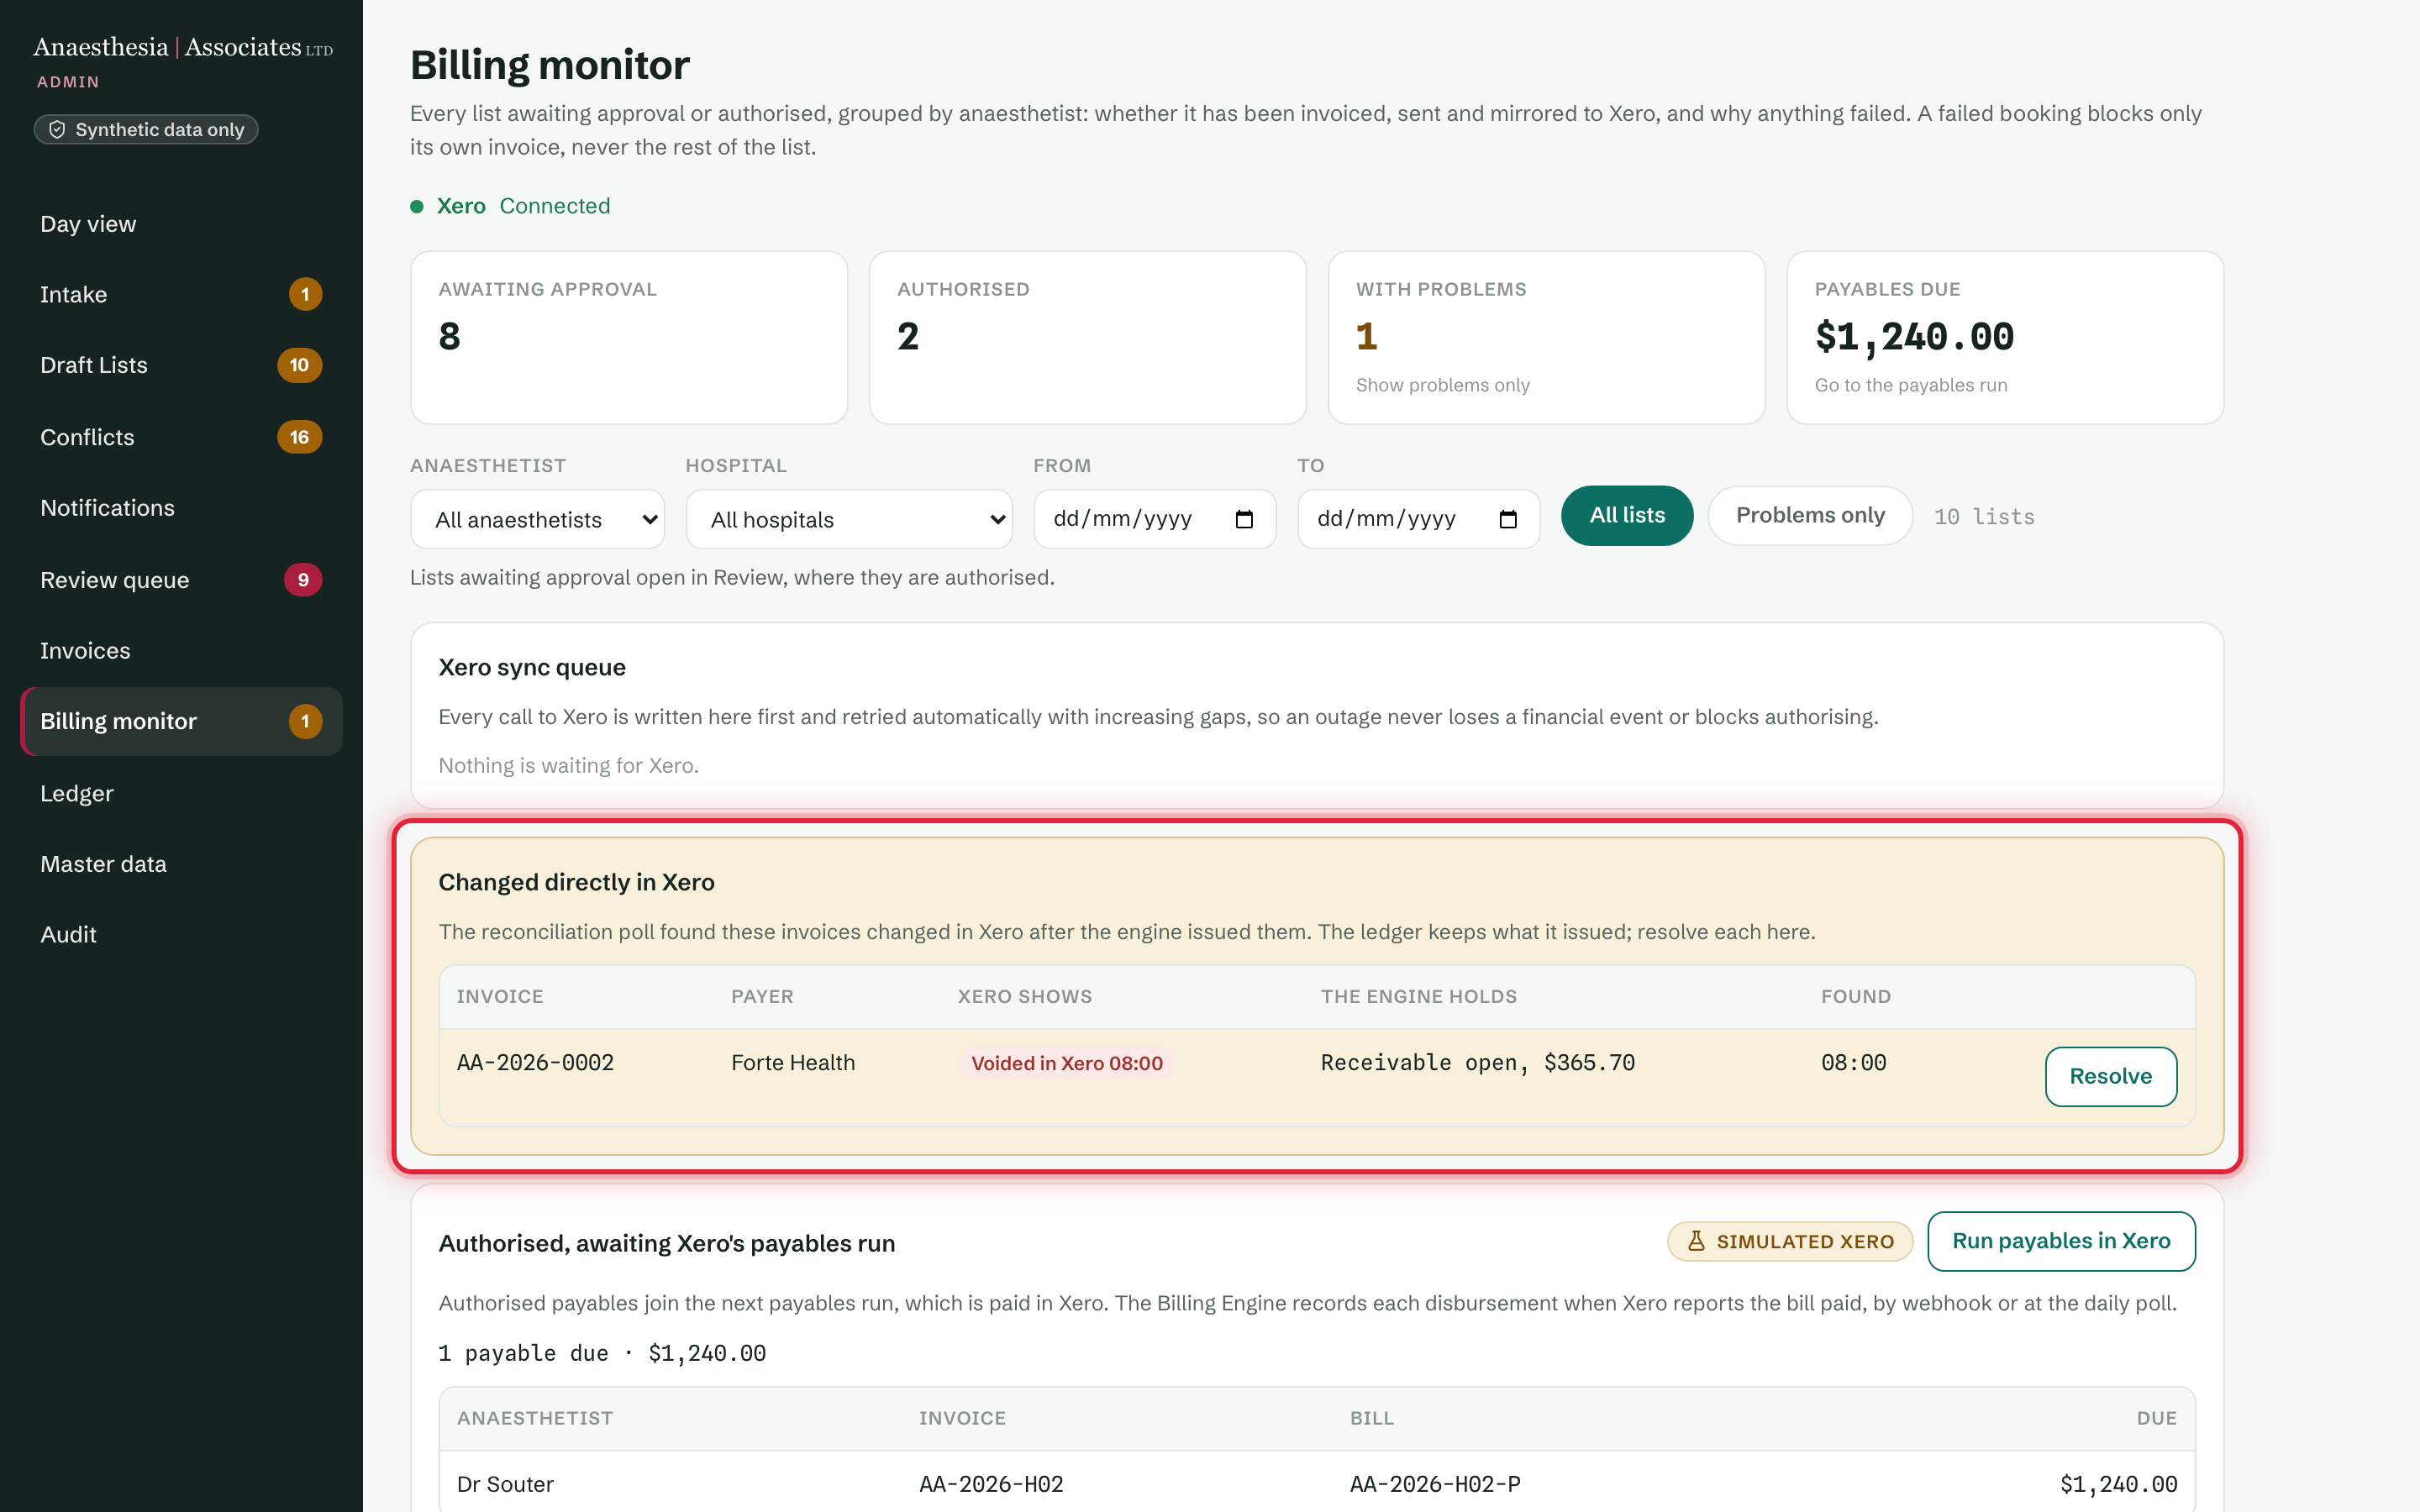 Anaesthesia | Associates LTD
ADMIN
Synthetic data only
Day view
Intake 1
Draft Lists 10
Conflicts 16
Notifications
Review queue 9
Invoices
Billing monitor 1
Ledger
Master data
Audit
Billing monitor
Every list awaiting approval or authorised, grouped by anaesthetist: whether it has been invoiced, sent and mirrored to Xero, and why anything failed. A failed booking blocks only
its own invoice, never the rest of the list.
Xero Connected
AWAITING APPROVAL
8
AUTHORISED
2
WITH PROBLEMS
1
Show problems only
PAYABLES DUE
$1,240.00
Go to the payables run
ANAESTHETIST HOSPITAL FROM TO
All anaesthetists All hospitals dd/mm/yyyy dd/mm/yyyy All lists Problems only 10 lists
Lists awaiting approval open in Review, where they are authorised.
Xero sync queue
Every call to Xero is written here first and retried automatically with increasing gaps, so an outage never loses a financial event or blocks authorising.
Nothing is waiting for Xero.
Changed directly in Xero
The reconciliation poll found these invoices changed in Xero after the engine issued them. The ledger keeps what it issued; resolve each here.
INVOICE PAYER XERO SHOWS THE ENGINE HOLDS FOUND
AA-2026-0002 Forte Health Voided in Xero 08:00 Receivable open, $365.70 08:00 Resolve
Authorised, awaiting Xero's payables run SIMULATED XERO Run payables in Xero
Authorised payables join the next payables run, which is paid in Xero. The Billing Engine records each disbursement when Xero reports the bill paid, by webhook or at the daily poll.
1 payable due · $1,240.00
ANAESTHETIST INVOICE BILL DUE
Dr Souter AA-2026-H02 AA-2026-H02-P $1,240.00